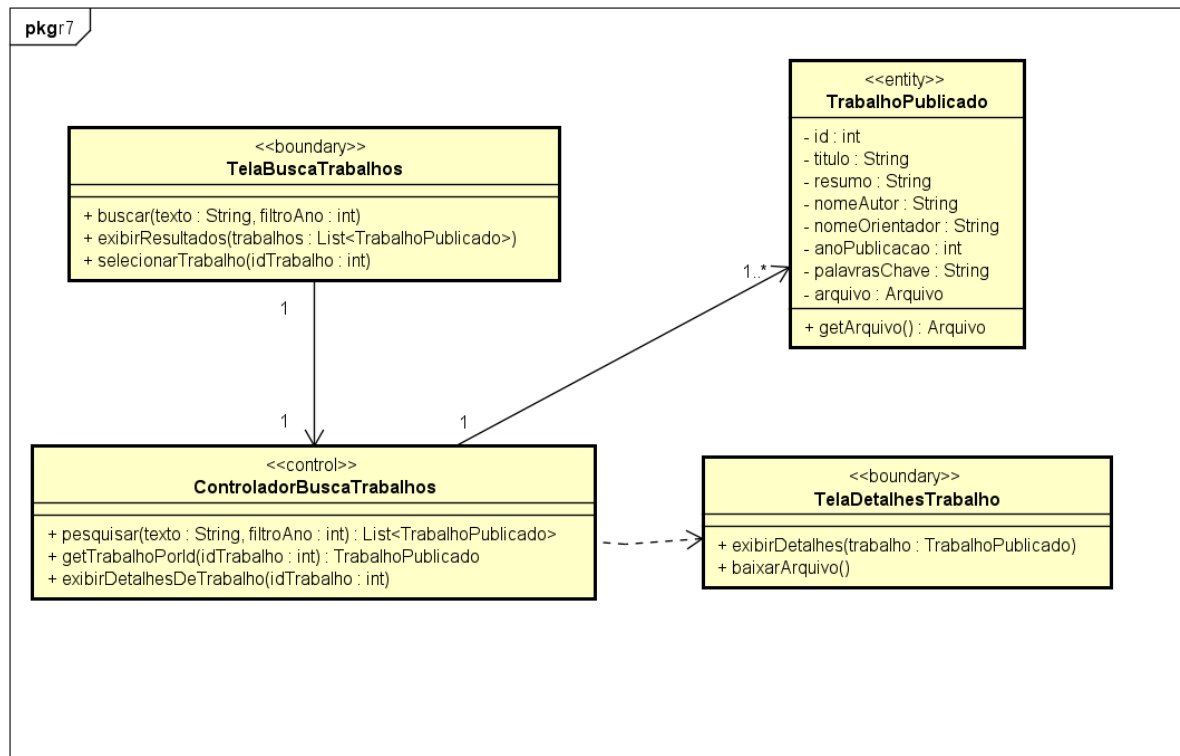 pkg r7
<<boundary>>
TelaBuscaTrabalhos
+ buscar(texto : String, filtroAno : int)
+ exibirResultados(trabalhos : List<TrabalhoPublicado>)
+ selecionarTrabalho(idTrabalho : int)
<<entity>>
TrabalhoPublicado
- id : int
- titulo : String
- resumo : String
- nomeAutor : String
- nomeOrientador : String
- anoPublicacao : int
- palavrasChave : String
- arquivo : Arquivo
+ getArquivo() : Arquivo
1
1
1
1..*
<<control>>
ControladorBuscaTrabalhos
+ pesquisar(texto : String, filtroAno : int) : List<TrabalhoPublicado>
+ getTrabalhoPorId(idTrabalho : int) : TrabalhoPublicado
+ exibirDetalhesDeTrabalho(idTrabalho : int)
<<boundary>>
TelaDetalhesTrabalho
+ exibirDetalhes(trabalho : TrabalhoPublicado)
+ baixarArquivo()